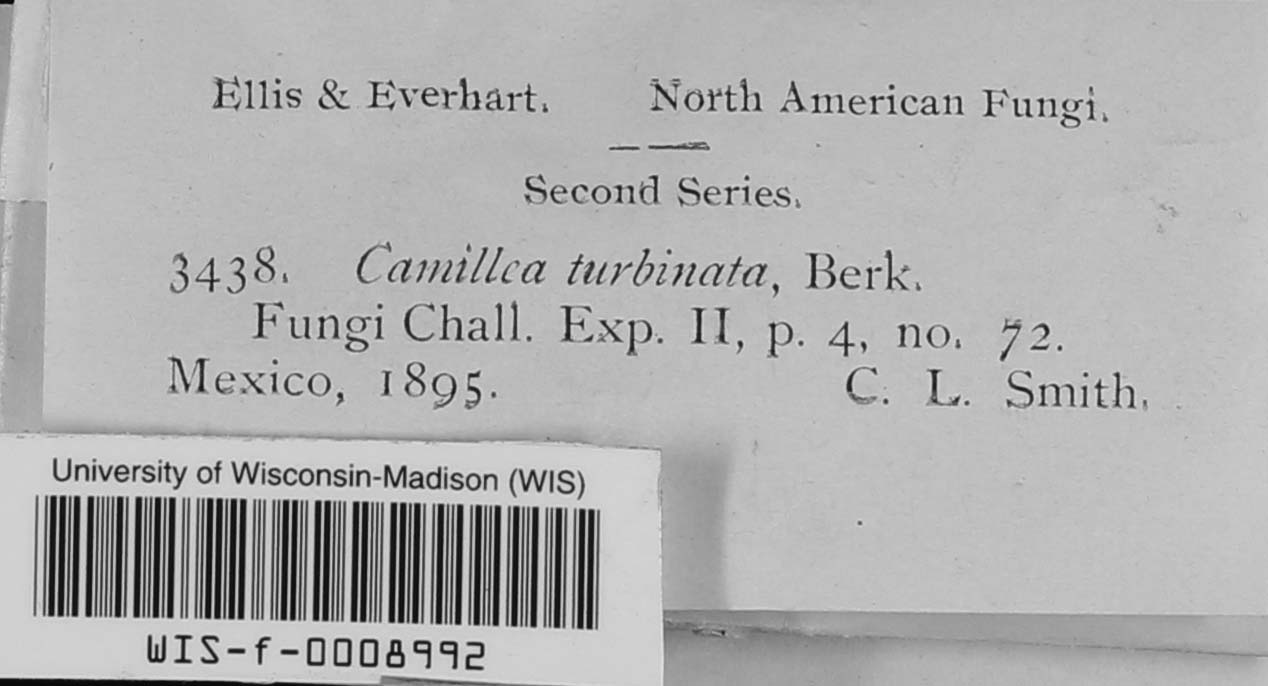 Ellis & Everhart. North American Fungi.
Second Series.
3438. Camillea turbinata, Berk.
Fungi Chall. Exp. II, p. 4, no. 72.
Mexico, 1895. C. L. Smith.
University of Wisconsin-Madison (WIS)
WIS-f-0008992